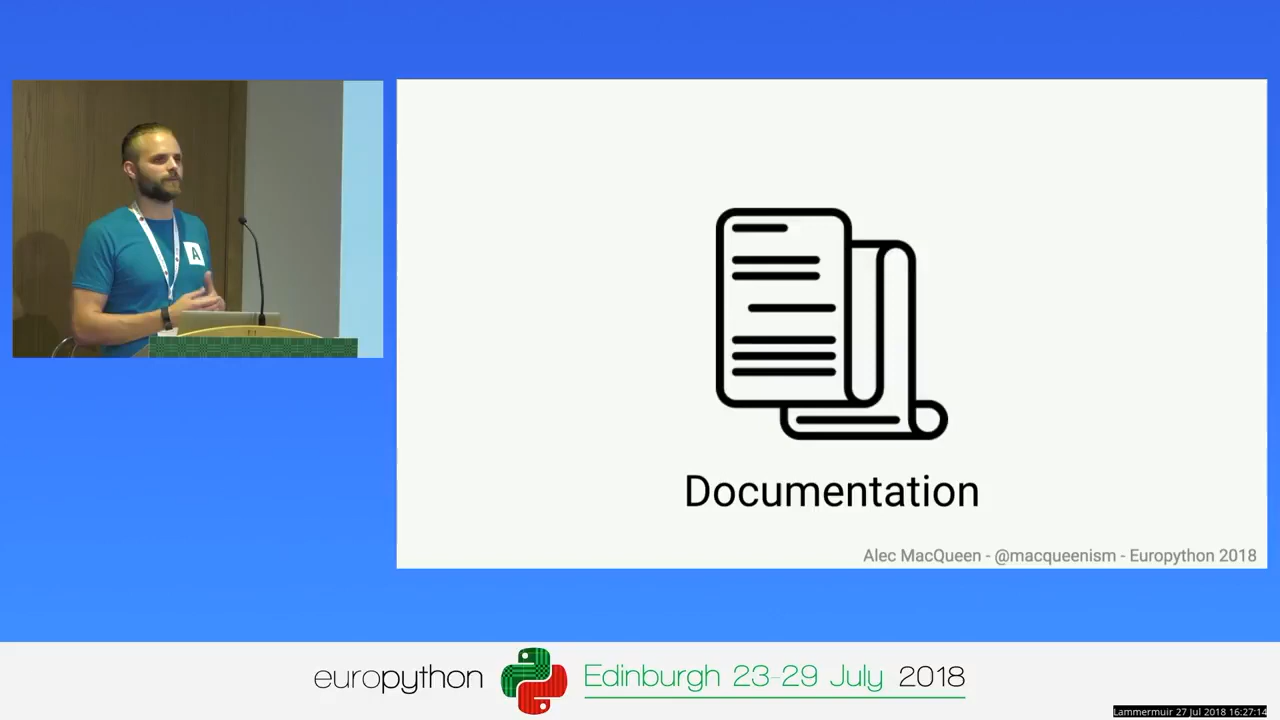 A
Documentation
Alec MacQueen - @macqueenism - Europython 2018
europython Edinburgh 23-29 July 2018
Lammermuir 27 Jul 2018 16:27:14